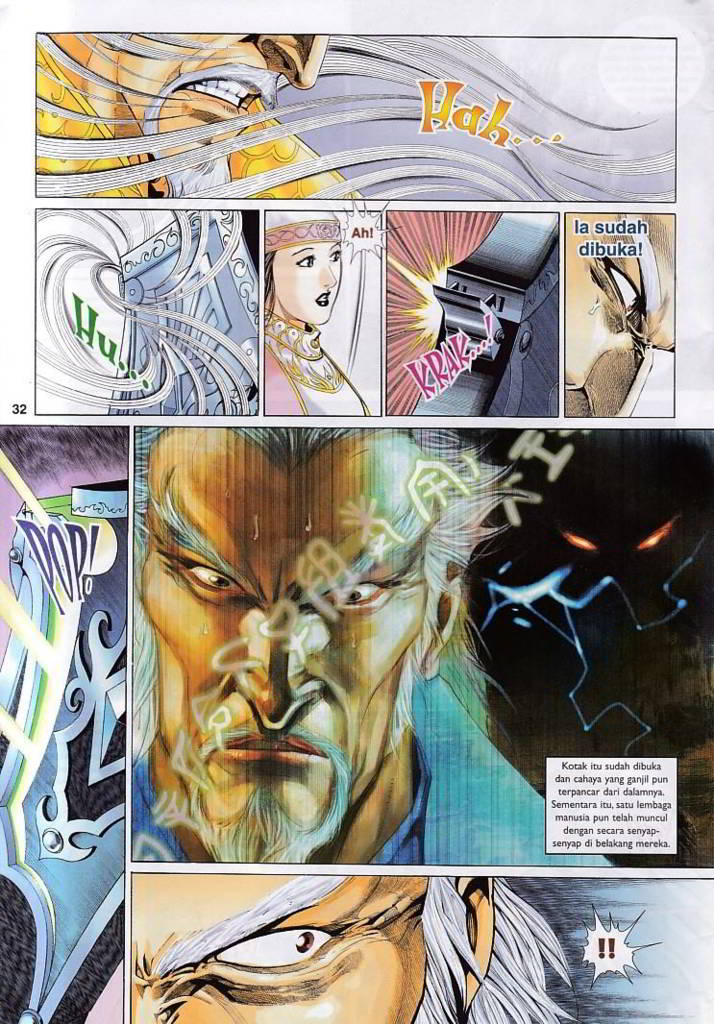 Hah...
Hu...
Ah!
KRAK...!
Ia sudah
dibuka!
32
POP!
Kotak itu sudah dibuka
dan cahaya yang ganjil pun
terpancar dari dalamnya.
Sementara itu, satu lembaga
manusia pun telah muncul
dengan secara senyap-
senyap di belakang mereka.
!!